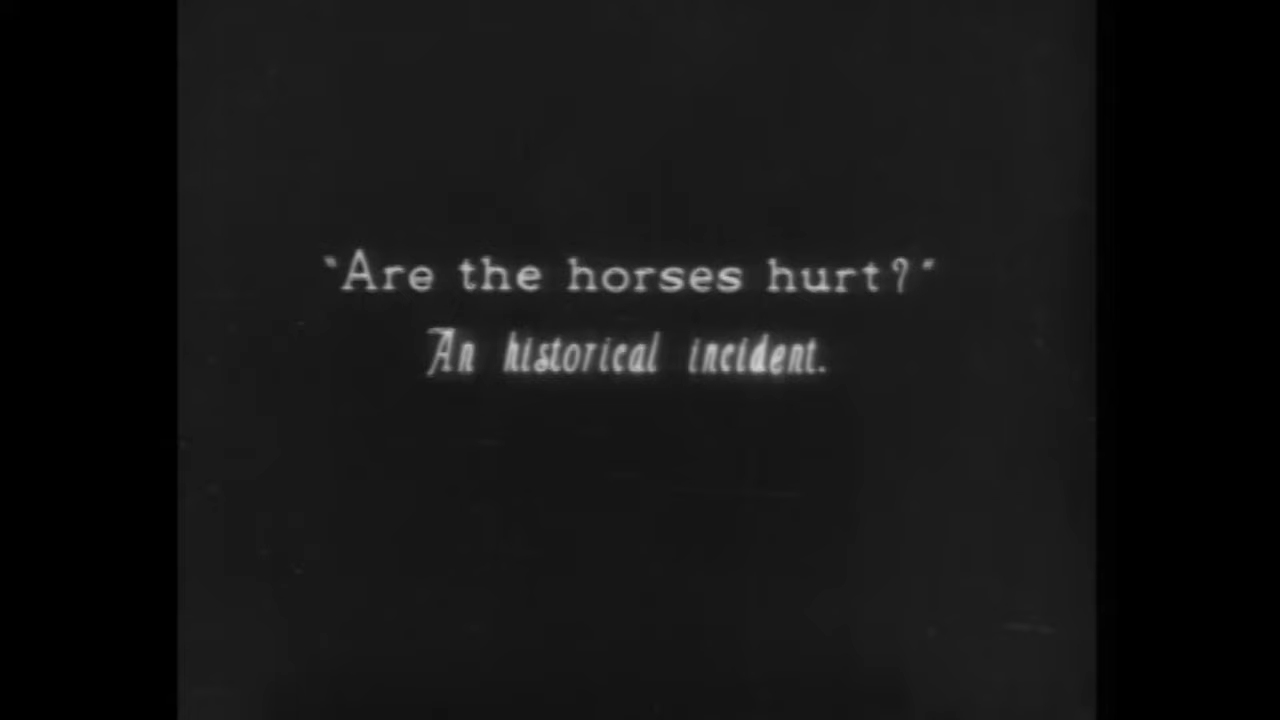 "Are the horses hurt?"
An historical incident.